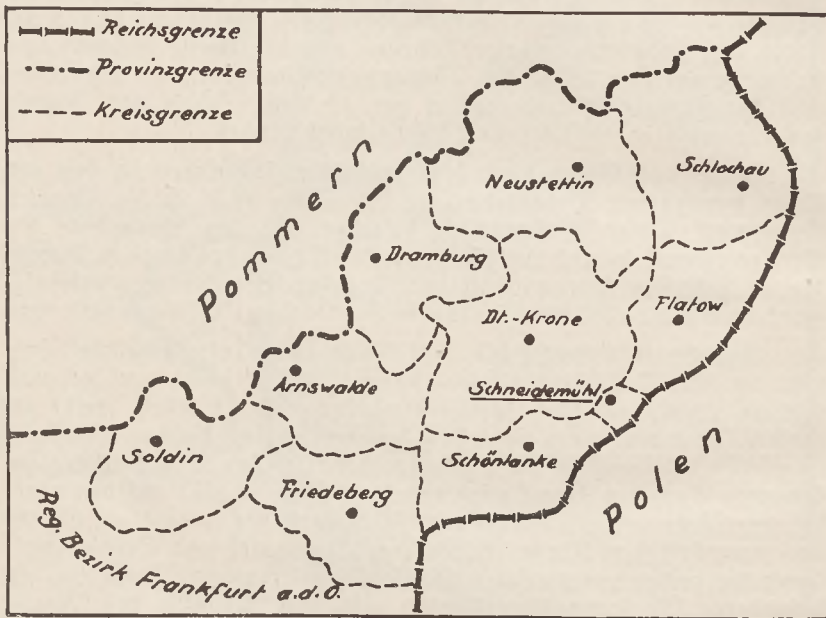 Reichsgrenze
Provinzgrenze
Kreisgrenze
Pommern
Neustettin
Schlochau
Dramburg
Dt.-Krone
Flatow
Arnswalde
Schneidemühl
Soldin
Schönlanke
Friedeberg
Polen
Reg. Bezirk Frankfurt a.d.O.